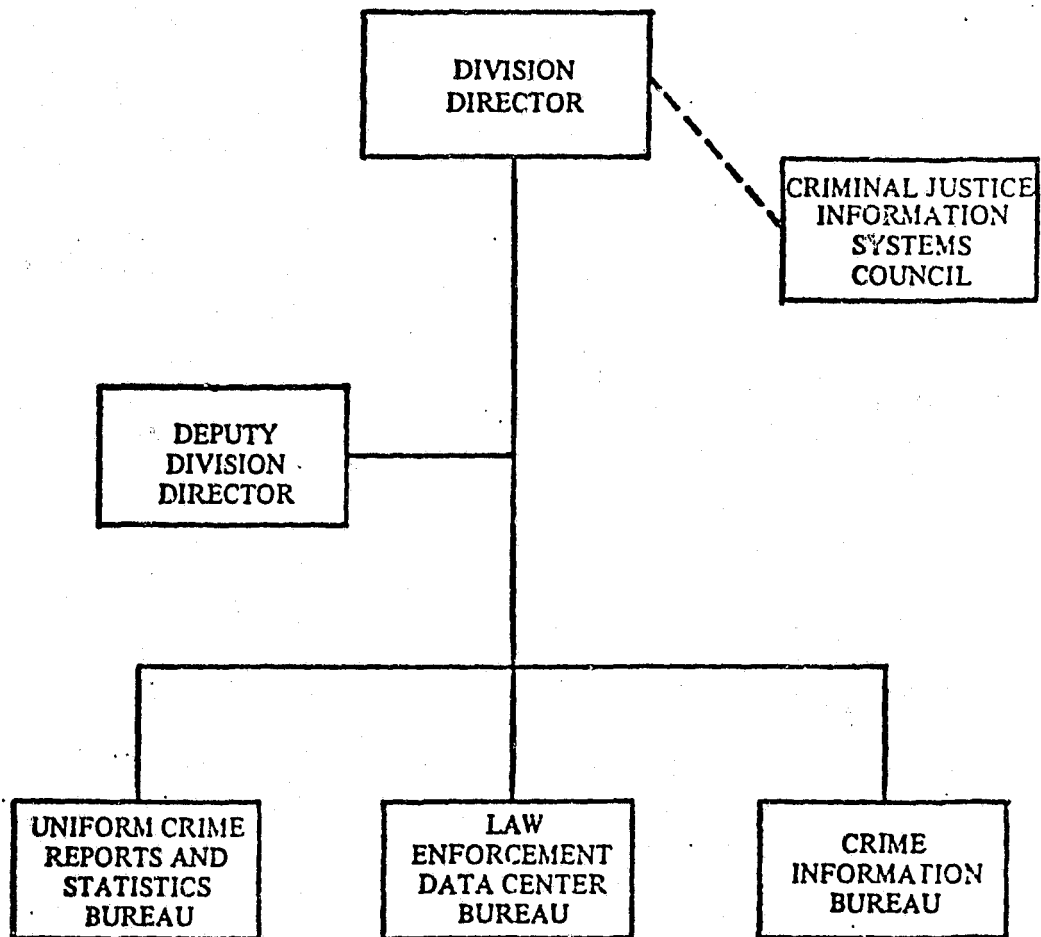 DIVISION
DIRECTOR
CRIMINAL JUSTICE
INFORMATION
SYSTEMS
COUNCIL
DEPUTY
DIVISION
DIRECTOR
UNIFORM CRIME
REPORTS AND
STATISTICS
BUREAU
LAW
ENFORCEMENT
DATA CENTER
BUREAU
CRIME
INFORMATION
BUREAU